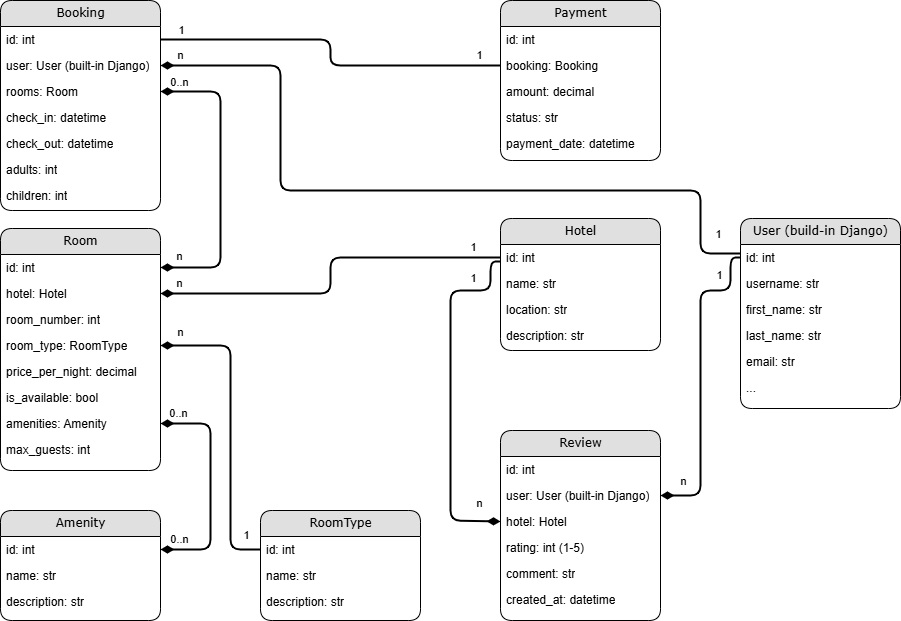 Booking
id: int
user: User (built-in Django)
rooms: Room
check_in: datetime
check_out: datetime
adults: int
children: int
1
n
0..n
1
Payment
id: int
booking: Booking
amount: decimal
status: str
payment_date: datetime
Room
id: int
hotel: Hotel
room_number: int
room_type: RoomType
price_per_night: decimal
is_available: bool
amenities: Amenity
max_guests: int
n
n
n
0..n
1
1
Hotel
id: int
name: str
location: str
description: str
1
1
User (build-in Django)
id: int
username: str
first_name: str
last_name: str
email: str
...
Amenity
id: int
name: str
description: str
0..n
1
RoomType
id: int
name: str
description: str
n
Review
id: int
user: User (built-in Django)
hotel: Hotel
rating: int (1-5)
comment: str
created_at: datetime
n